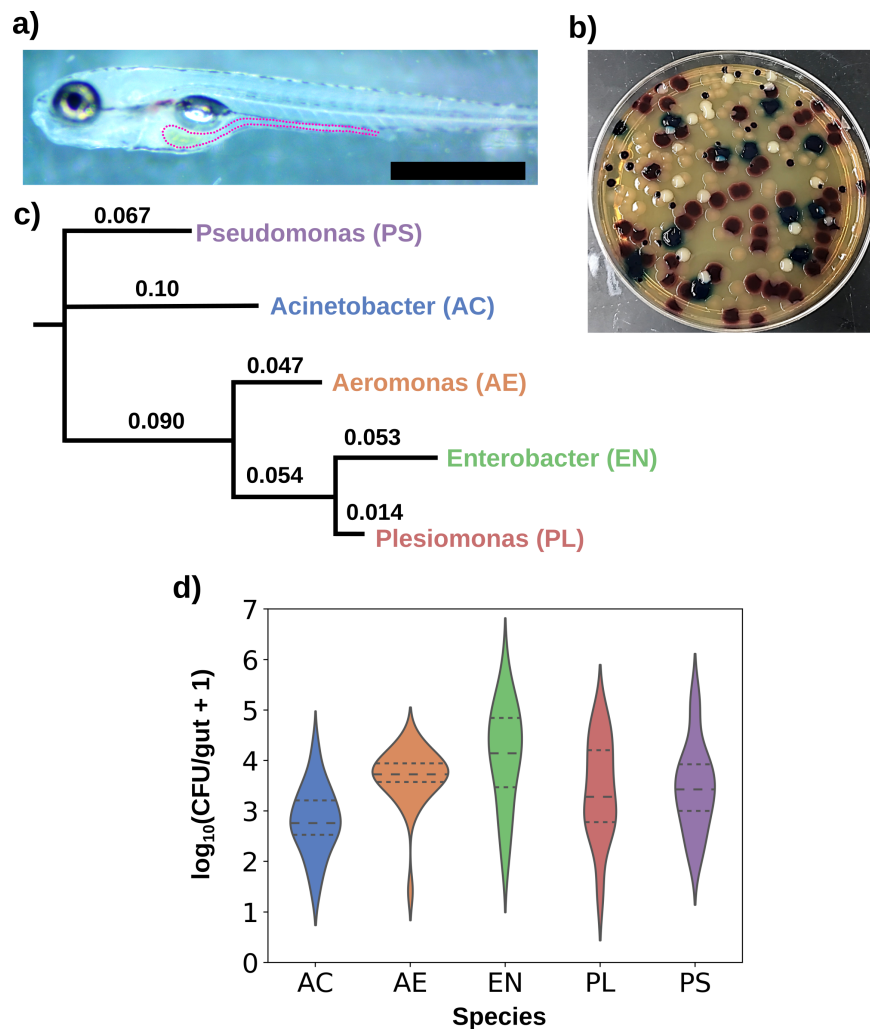 a)
b)
c)
0.067
Pseudomonas (PS)
0.10
Acinetobacter (AC)
0.047
Aeromonas (AE)
0.090
0.053
Enterobacter (EN)
0.054
0.014
Plesiomonas (PL)
d)
7
6
5
4
3
2
1
0
log₁₀(CFU/gut + 1)
AC AE EN PL PS
Species